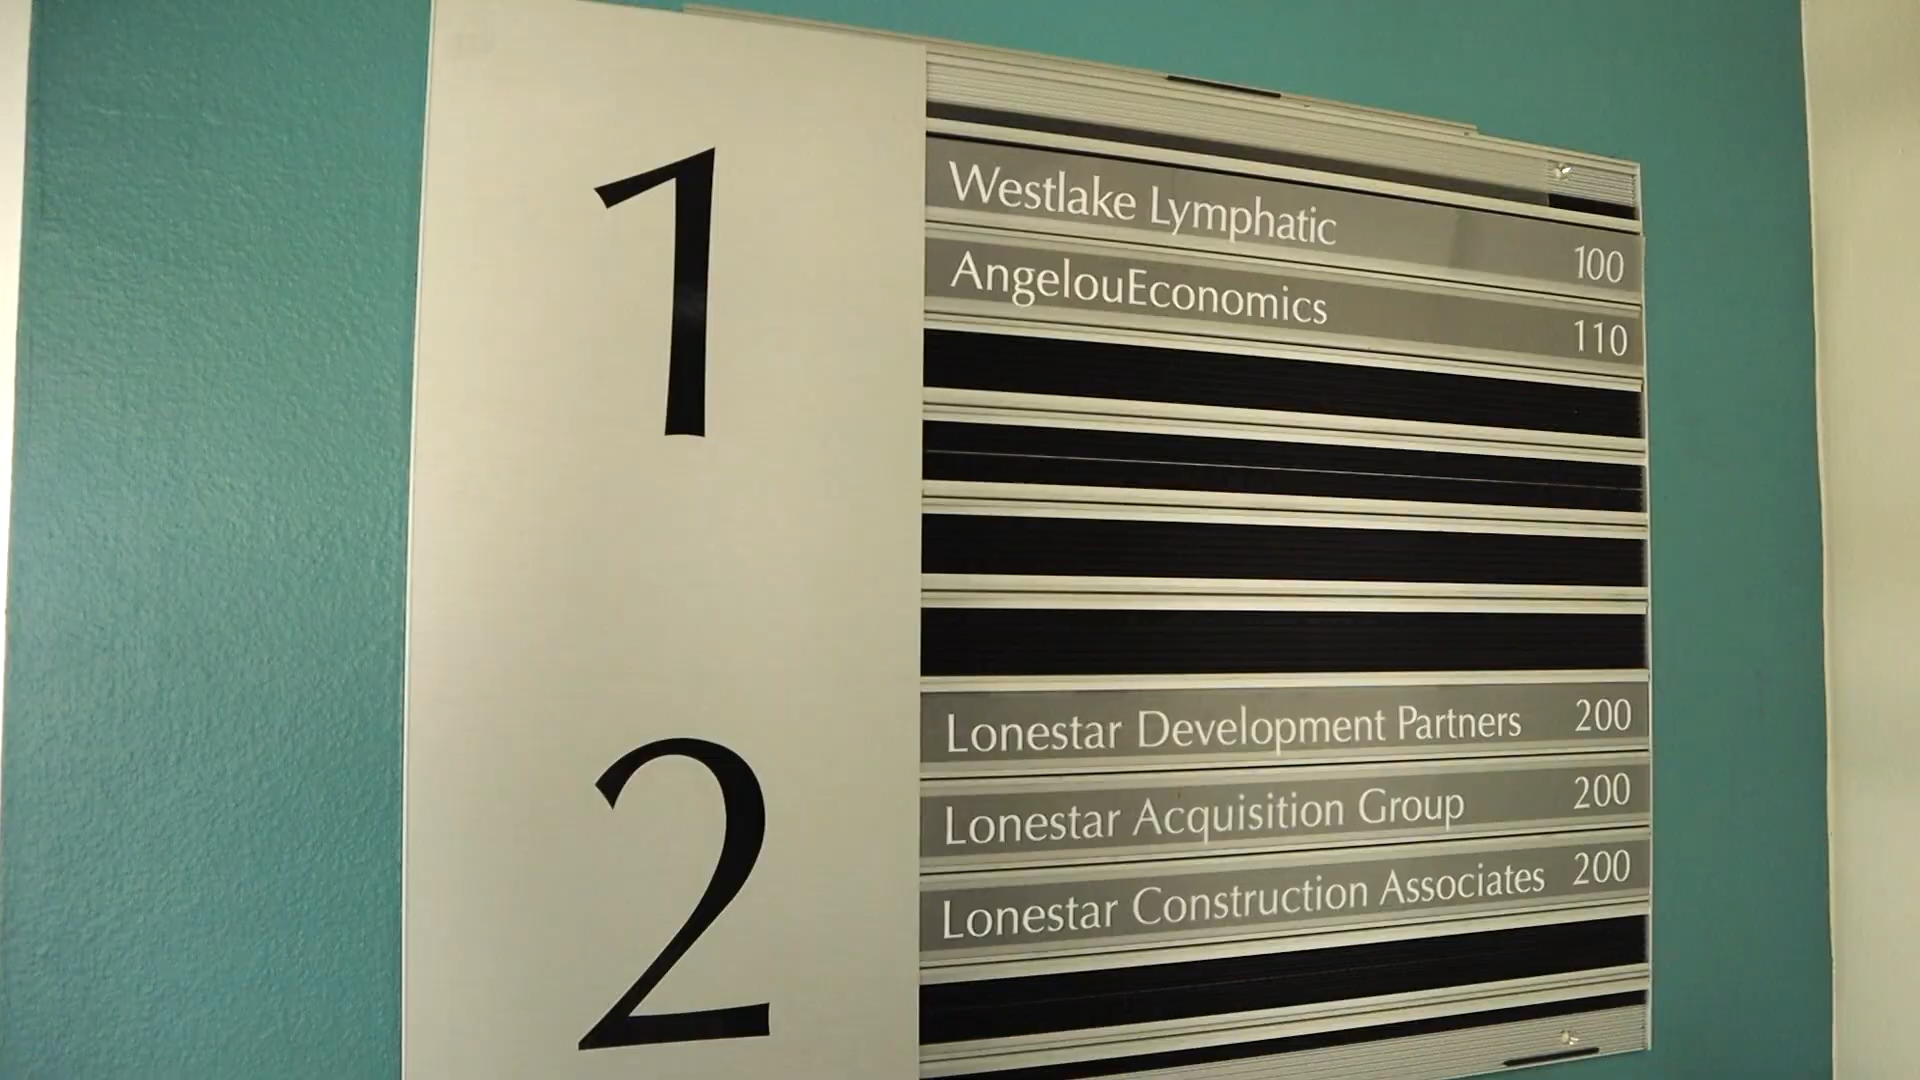 1
Westlake Lymphatic 100
AngelouEconomics 110
2
Lonestar Development Partners 200
Lonestar Acquisition Group 200
Lonestar Construction Associates 200